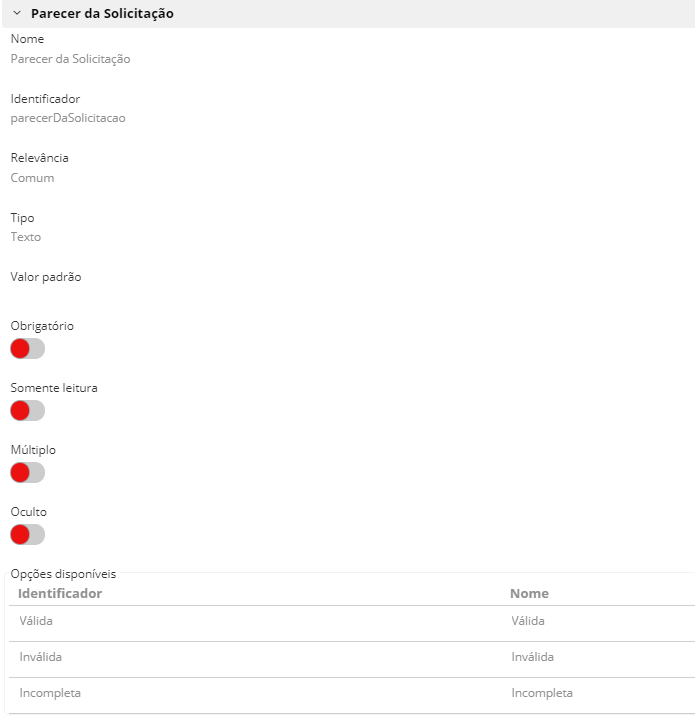 Parecer da Solicitação
Nome
Parecer da Solicitação
Identificador
parecerDaSolicitacao
Relevância
Comum
Tipo
Texto
Valor padrão
Obrigatório
Somente leitura
Múltiplo
Oculto
Opções disponíveis
Identificador Nome
Válida Válida
Inválida Inválida
Incompleta Incompleta